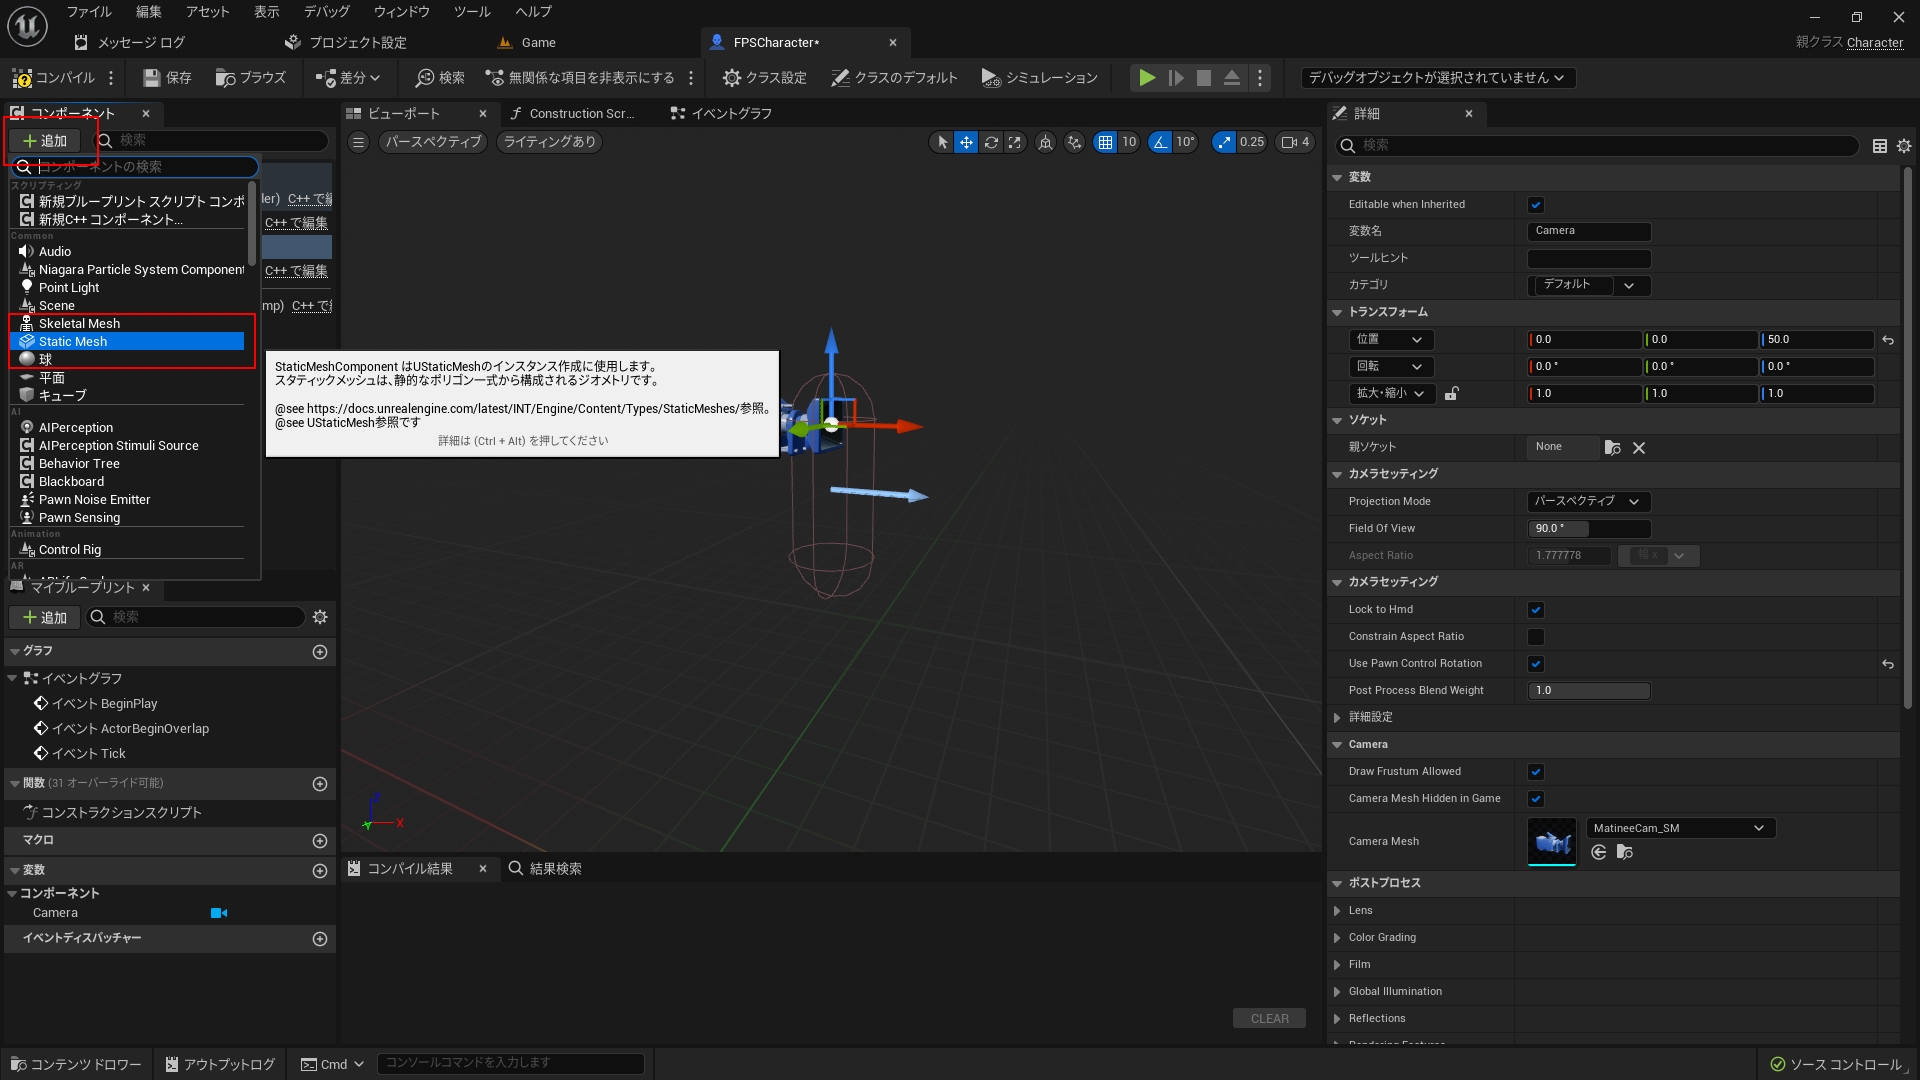 ファイル 編集 アセット 表示 デバッグ ウィンドウ ツール ヘルプ
メッセージ ログ プロジェクト設定 Game FPSCharacter*
親クラス Character
コンパイル 保存 ブラウズ 差分 検索 無関係な項目を非表示にする クラス設定 クラスのデフォルト シミュレーション デバッグオブジェクトが選択されていません
コンポーネント
追加 検索
コンポーネントの検索
スクリプティング
新規ブループリント スクリプト コンポ
新規C++ コンポーネント...
Common
Audio
Niagara Particle System Component
Point Light
Scene
Skeletal Mesh
Static Mesh
球
平面
キューブ
AI
AIPerception
AIPerception Stimuli Source
Behavior Tree
Blackboard
Pawn Noise Emitter
Pawn Sensing
Animation
Control Rig
AR
der) C++ で編
C++ で編集
C++ で編集
mp) C++ で
StaticMeshComponent はUStaticMeshのインスタンス作成に使用します。
スタティックメッシュは、静的なポリゴン一式から構成されるジオメトリです。
@see https://docs.unrealengine.com/latest/INT/Engine/Content/Types/StaticMeshes/参照。
@see UStaticMesh参照です
詳細は (Ctrl + Alt) を押してください
マイブループリント
追加 検索
グラフ
イベントグラフ
イベント BeginPlay
イベント ActorBeginOverlap
イベント Tick
関数 (31 オーバーライド可能)
コンストラクションスクリプト
マクロ
変数
コンポーネント
Camera
イベントディスパッチャー
ビューポート Construction Scr... イベントグラフ
パースペクティブ ライティングあり 10 10° 0.25 4
Z
X
Y
コンパイル結果 結果検索
CLEAR
詳細
検索
変数
Editable when Inherited
変数名 Camera
ツールヒント
カテゴリ デフォルト
トランスフォーム
位置 0.0 0.0 50.0
回転 0.0 ° 0.0 ° 0.0 °
拡大・縮小 1.0 1.0 1.0
ソケット
親ソケット None
カメラセッティング
Projection Mode パースペクティブ
Field Of View 90.0 °
Aspect Ratio 1.777778 幅 x
カメラセッティング
Lock to Hmd
Constrain Aspect Ratio
Use Pawn Control Rotation
Post Process Blend Weight 1.0
詳細設定
Camera
Draw Frustum Allowed
Camera Mesh Hidden in Game
Camera Mesh MatineeCam_SM
ポストプロセス
Lens
Color Grading
Film
Global Illumination
Reflections
Rendering Features
コンテンツ ドロワー アウトプットログ Cmd コンソールコマンドを入力します ソース コントロール